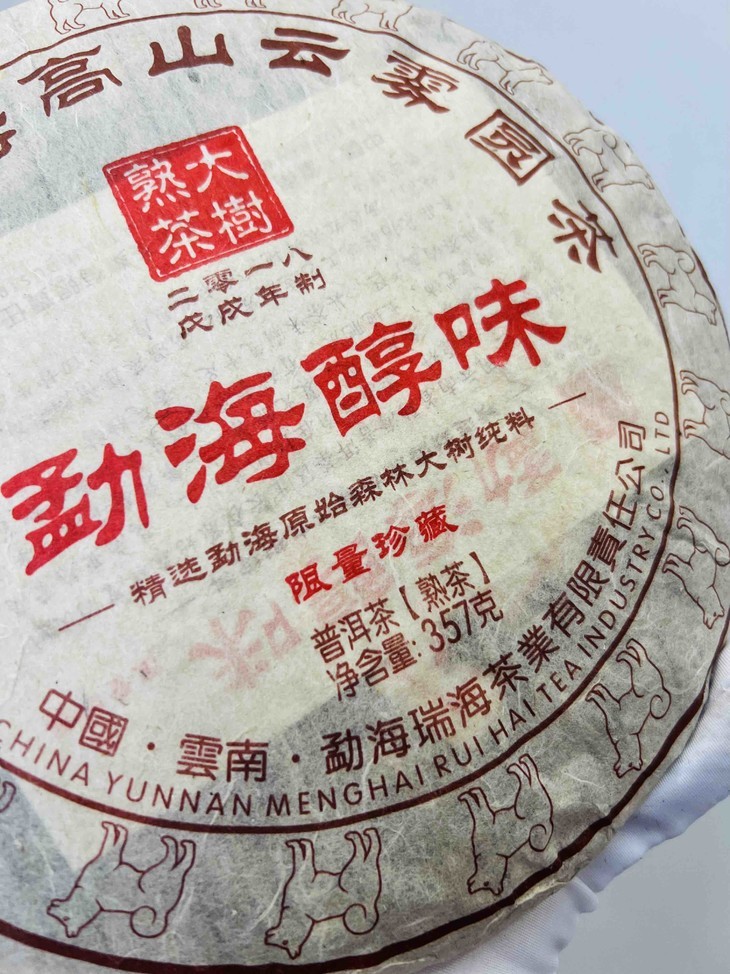 高山云雾圆茶
大樹
熟茶
二零一八
戊戌年制
勐海醇味
精选勐海原始森林大树纯料
限量珍藏
普洱茶【熟茶】
净含量:357克
中國·雲南·勐海瑞海茶業有限責任公司
CHINA YUNNAN MENGHAI RUI HAI TEA INDUSTRY CO., LTD